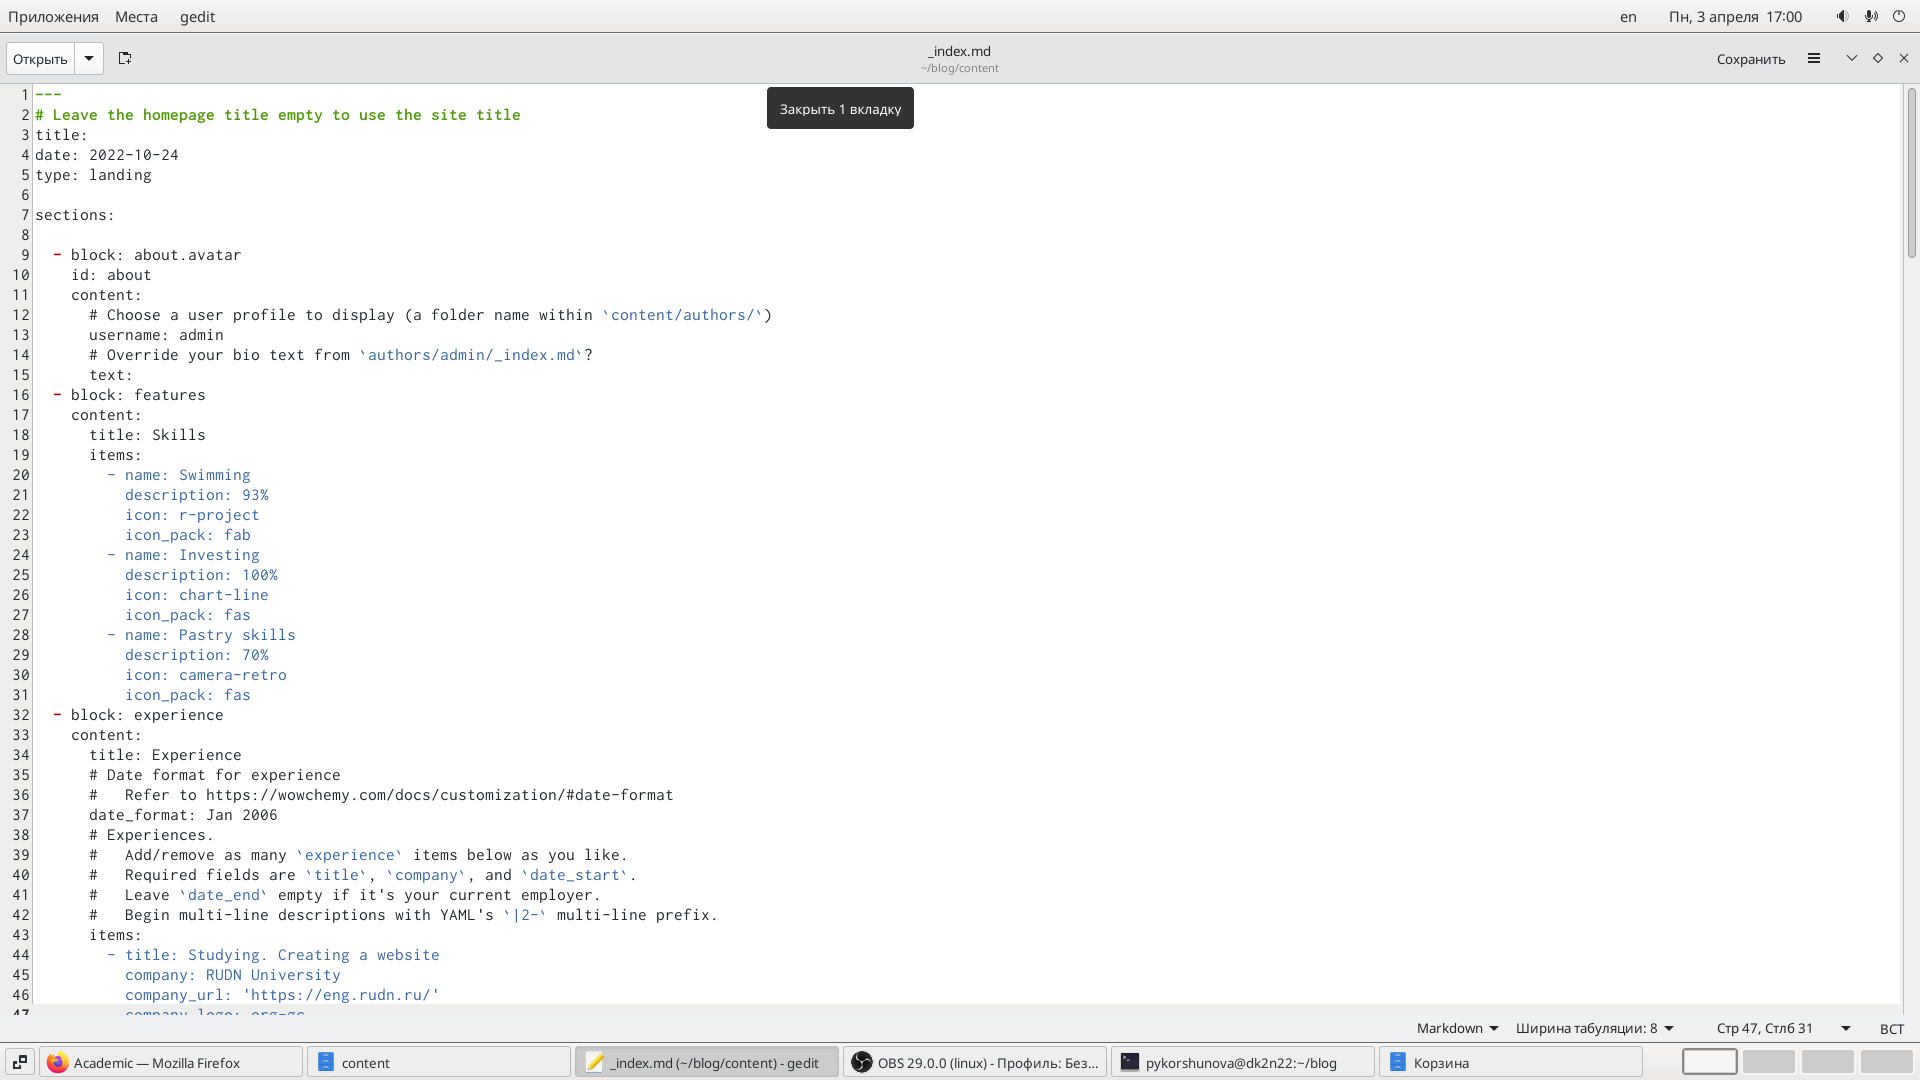 Приложения Места gedit en Пн, 3 апреля 17:00
Открыть _index.md Сохранить
~/blog/content
Закрыть 1 вкладку
1 ---
2 # Leave the homepage title empty to use the site title
3 title:
4 date: 2022-10-24
5 type: landing
6
7 sections:
8
9 - block: about.avatar
10 id: about
11 content:
12 # Choose a user profile to display (a folder name within `content/authors/`)
13 username: admin
14 # Override your bio text from `authors/admin/_index.md`?
15 text:
16 - block: features
17 content:
18 title: Skills
19 items:
20 - name: Swimming
21 description: 93%
22 icon: r-project
23 icon_pack: fab
24 - name: Investing
25 description: 100%
26 icon: chart-line
27 icon_pack: fas
28 - name: Pastry skills
29 description: 70%
30 icon: camera-retro
31 icon_pack: fas
32 - block: experience
33 content:
34 title: Experience
35 # Date format for experience
36 # Refer to https://wowchemy.com/docs/customization/#date-format
37 date_format: Jan 2006
38 # Experiences.
39 # Add/remove as many `experience` items below as you like.
40 # Required fields are `title`, `company`, and `date_start`.
41 # Leave `date_end` empty if it's your current employer.
42 # Begin multi-line descriptions with YAML's `|2-` multi-line prefix.
43 items:
44 - title: Studying. Creating a website
45 company: RUDN University
46 company_url: 'https://eng.rudn.ru/'
47 company_logo: org-gc
Markdown Ширина табуляции: 8 Стр 47, Стлб 31 ВСТ
Academic — Mozilla Firefox content _index.md (~/blog/content) - gedit OBS 29.0.0 (linux) - Профиль: Без... pykorshunova@dk2n22:~/blog Корзина